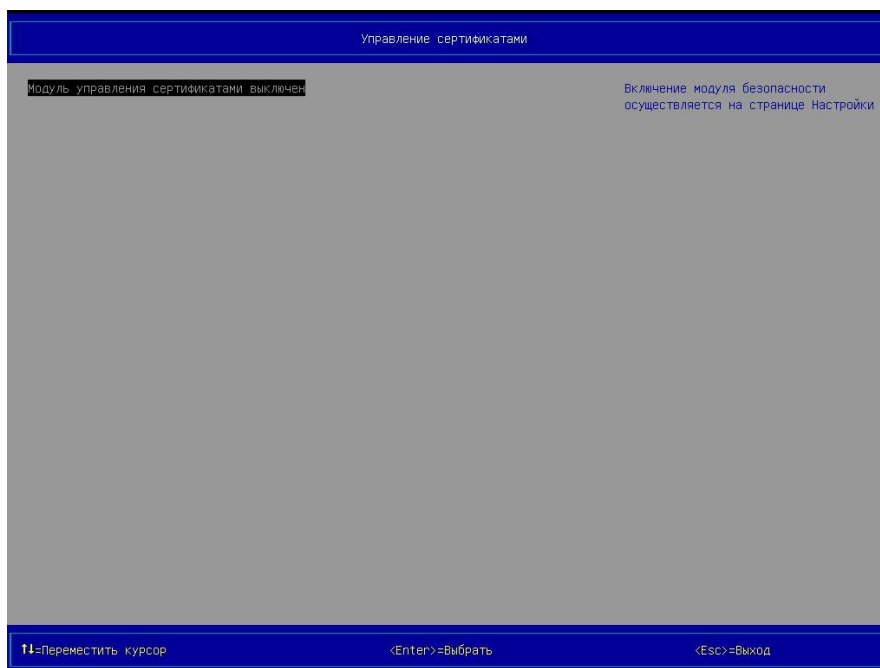 Управление сертификатами
Модуль управления сертификатами выключен
Включение модуля безопасности
осуществляется на странице Настройки
↑↓=Переместить курсор
<Enter>=Выбрать
<Esc>=Выход